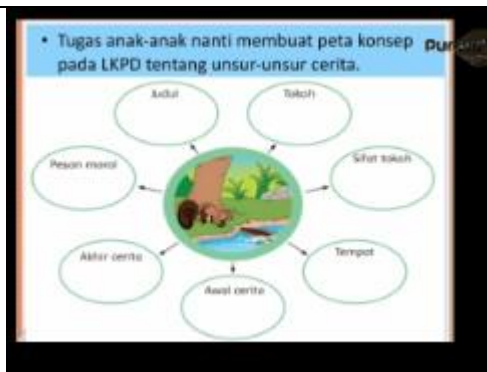 • Tugas anak-anak nanti membuat peta konsep
pada LKPD tentang unsur-unsur cerita.
Judul
Tokoh
Pesan moral
Sifat tokoh
Akhir cerita
Tempat
Awal cerita